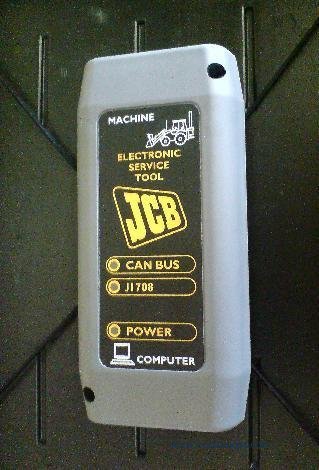 MACHINE
ELECTRONIC
SERVICE
TOOL
JCB
CAN BUS
J1708
POWER
COMPUTER